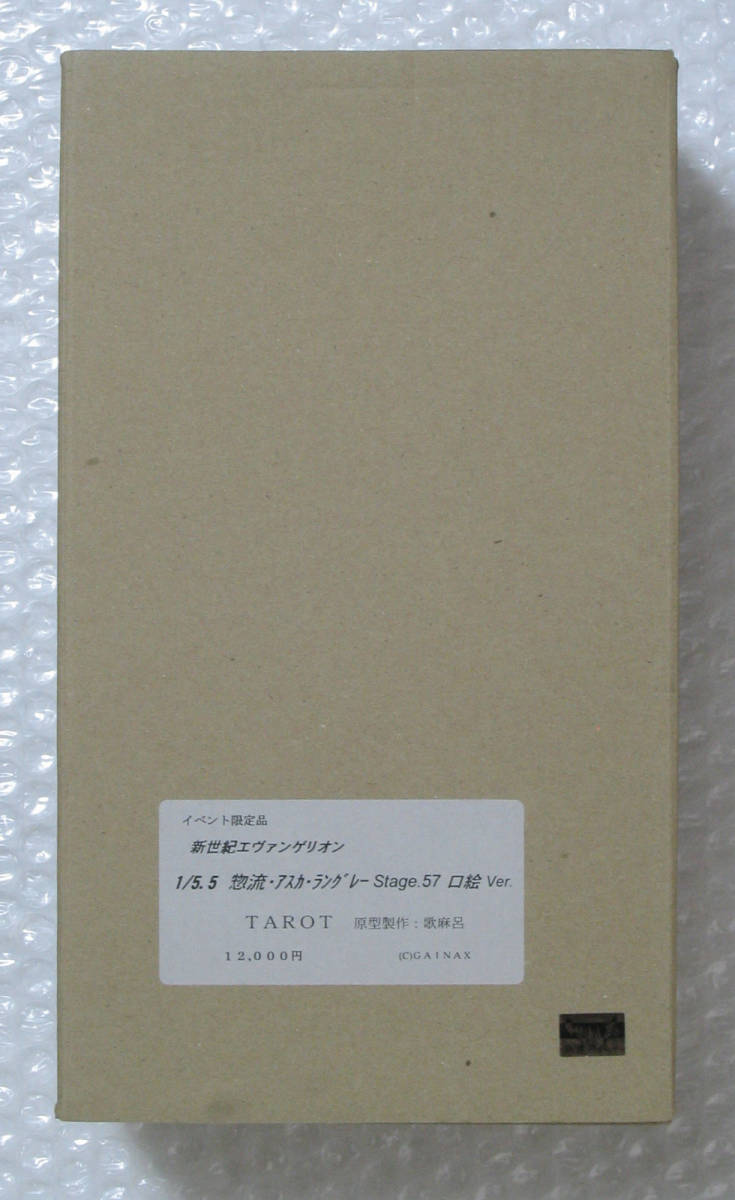 イベント限定品
新世紀エヴァンゲリオン
1/5.5 惣流・ｱｽｶ・ﾗﾝｸﾞﾚｰ Stage.57 口絵 Ver.
ＴＡＲＯＴ 原型製作：歌麻呂
１２,０００円 (C)ＧＡＩＮＡＸ